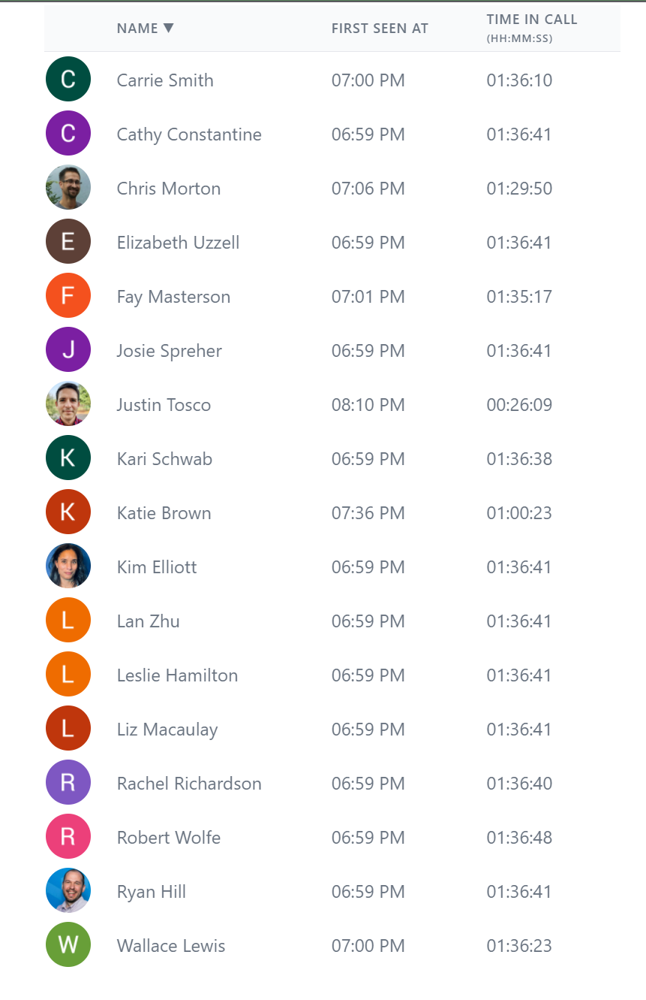 NAME ▼ FIRST SEEN AT TIME IN CALL
(HH:MM:SS)
C Carrie Smith 07:00 PM 01:36:10
C Cathy Constantine 06:59 PM 01:36:41
Chris Morton 07:06 PM 01:29:50
E Elizabeth Uzzell 06:59 PM 01:36:41
F Fay Masterson 07:01 PM 01:35:17
J Josie Spreher 06:59 PM 01:36:41
Justin Tosco 08:10 PM 00:26:09
K Kari Schwab 06:59 PM 01:36:38
K Katie Brown 07:36 PM 01:00:23
Kim Elliott 06:59 PM 01:36:41
L Lan Zhu 06:59 PM 01:36:41
L Leslie Hamilton 06:59 PM 01:36:41
L Liz Macaulay 06:59 PM 01:36:41
R Rachel Richardson 06:59 PM 01:36:40
R Robert Wolfe 06:59 PM 01:36:48
Ryan Hill 06:59 PM 01:36:41
W Wallace Lewis 07:00 PM 01:36:23